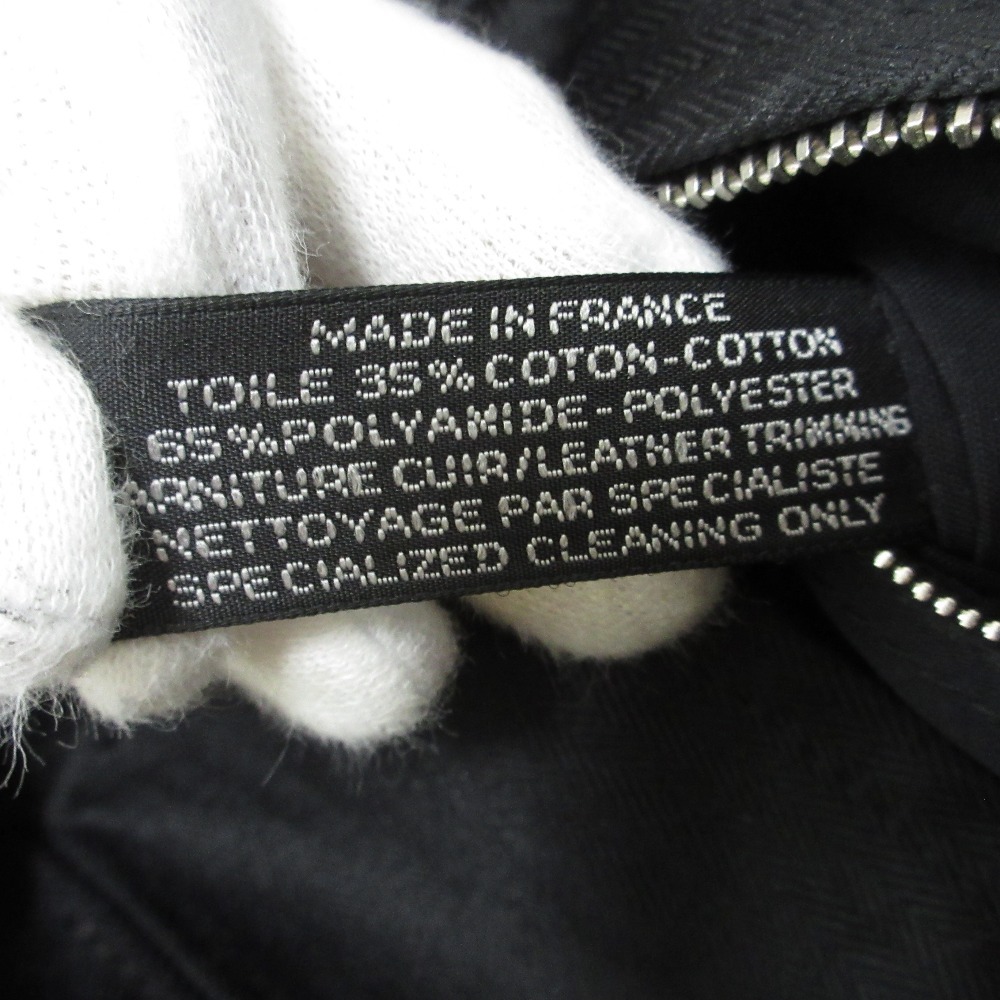 MADE IN FRANCE
TOILE 35% COTON-COTTON
65%POLYAMIDE-POLYESTER
ARNITURE CUIR/LEATHER TRIMMING
NETTOYAGE PAR SPECIALISTE
SPECIALIZED CLEANING ONLY